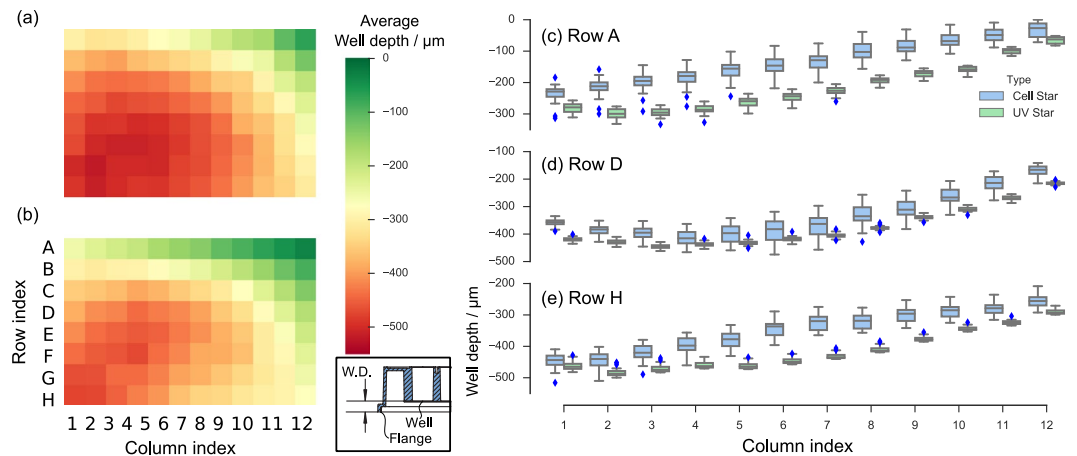 (a)
Average
Well depth / μm
0
−100
−200
−300
−400
−500
(b)
A
B
C
D
E
F
G
H
Row index
1 2 3 4 5 6 7 8 9 10 11 12
Column index
W.D.
Well
Flange
(c) Row A
0
−100
−200
−300
Type
Cell Star
UV Star
(d) Row D
−200
−300
−400
−500
(e) Row H
−200
−300
−400
−500
Well depth / μm
1 2 3 4 5 6 7 8 9 10 11 12
Column index